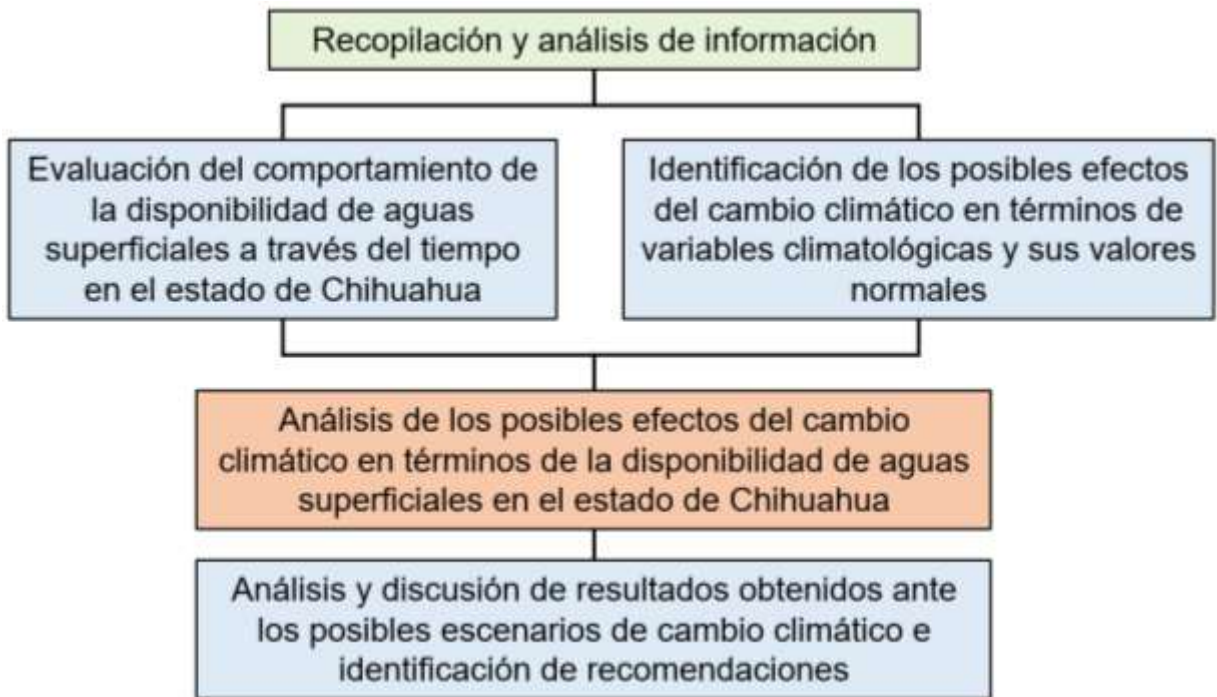 Recopilación y análisis de información
Evaluación del comportamiento de
la disponibilidad de aguas
superficiales a través del tiempo
en el estado de Chihuahua
Identificación de los posibles efectos
del cambio climático en términos de
variables climatológicas y sus valores
normales
Análisis de los posibles efectos del cambio
climático en términos de la disponibilidad de aguas
superficiales en el estado de Chihuahua
Análisis y discusión de resultados obtenidos ante
los posibles escenarios de cambio climático e
identificación de recomendaciones